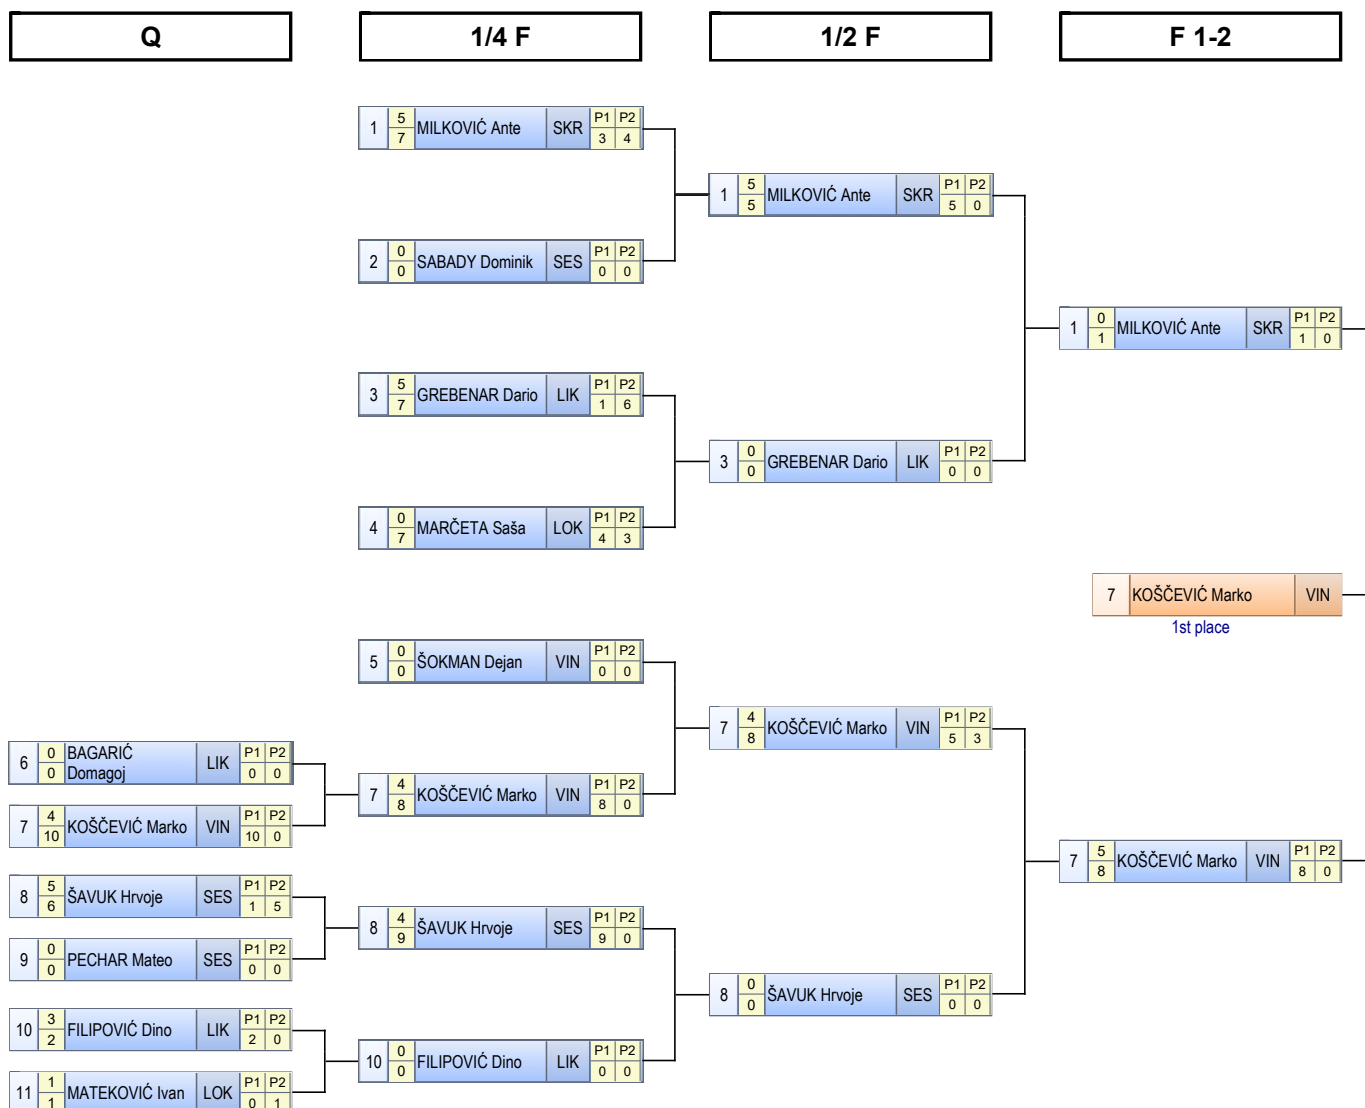 Q 1/4 F 1/2 F F 1-2
1 5 7 MILKOVIĆ Ante SKR P1 P2 3 4
1 5 5 MILKOVIĆ Ante SKR P1 P2 5 0
2 0 0 SABADY Dominik SES P1 P2 0 0
1 0 1 MILKOVIĆ Ante SKR P1 P2 1 0
3 5 7 GREBENAR Dario LIK P1 P2 1 6
3 0 0 GREBENAR Dario LIK P1 P2 0 0
4 0 7 MARČETA Saša LOK P1 P2 4 3
7 KOŠČEVIĆ Marko VIN
1st place
5 0 0 ŠOKMAN Dejan VIN P1 P2 0 0
7 4 8 KOŠČEVIĆ Marko VIN P1 P2 5 3
6 0 0 BAGARIĆ
Domagoj LIK P1 P2 0 0
7 4 8 KOŠČEVIĆ Marko VIN P1 P2 8 0
7 4 10 KOŠČEVIĆ Marko VIN P1 P2 10 0
7 5 8 KOŠČEVIĆ Marko VIN P1 P2 8 0
8 5 6 ŠAVUK Hrvoje SES P1 P2 1 5
8 4 9 ŠAVUK Hrvoje SES P1 P2 9 0
9 0 0 PECHAR Mateo SES P1 P2 0 0
8 0 0 ŠAVUK Hrvoje SES P1 P2 0 0
10 3 2 FILIPOVIĆ Dino LIK P1 P2 2 0
10 0 0 FILIPOVIĆ Dino LIK P1 P2 0 0
11 1 1 MATEKOVIĆ Ivan LOK P1 P2 0 1